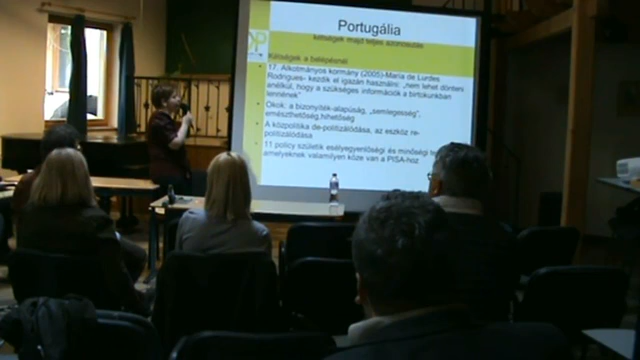 Portugália
kétségek majd teljes azonosulás
Kétségek a belépésnél
17. Alkotmányos kormány (2005)-Maria de Lurdes
Rodrigues- kezdik el igazán használni: „nem lehet dönteni
anélkül, hogy a szükséges információk a birtokunkban
lennének”
Okok: a bizonyíték-alapúság, „semlegesség”,
emészthetőség,hihetőség
A közpolitika de-politizálódása, az eszköz re-
politizálódása
11 policy születik esélyegyenlőségi és minőségi
amelyeknek valamilyen köze van a PISA-hoz